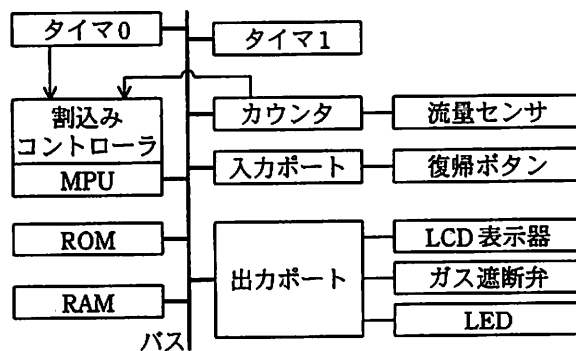 タイマ0
タイマ1
割込み
コントローラ
MPU
カウンタ
流量センサ
入力ポート
復帰ボタン
ROM
RAM
出力ポート
LCD表示器
ガス遮断弁
LED
バス